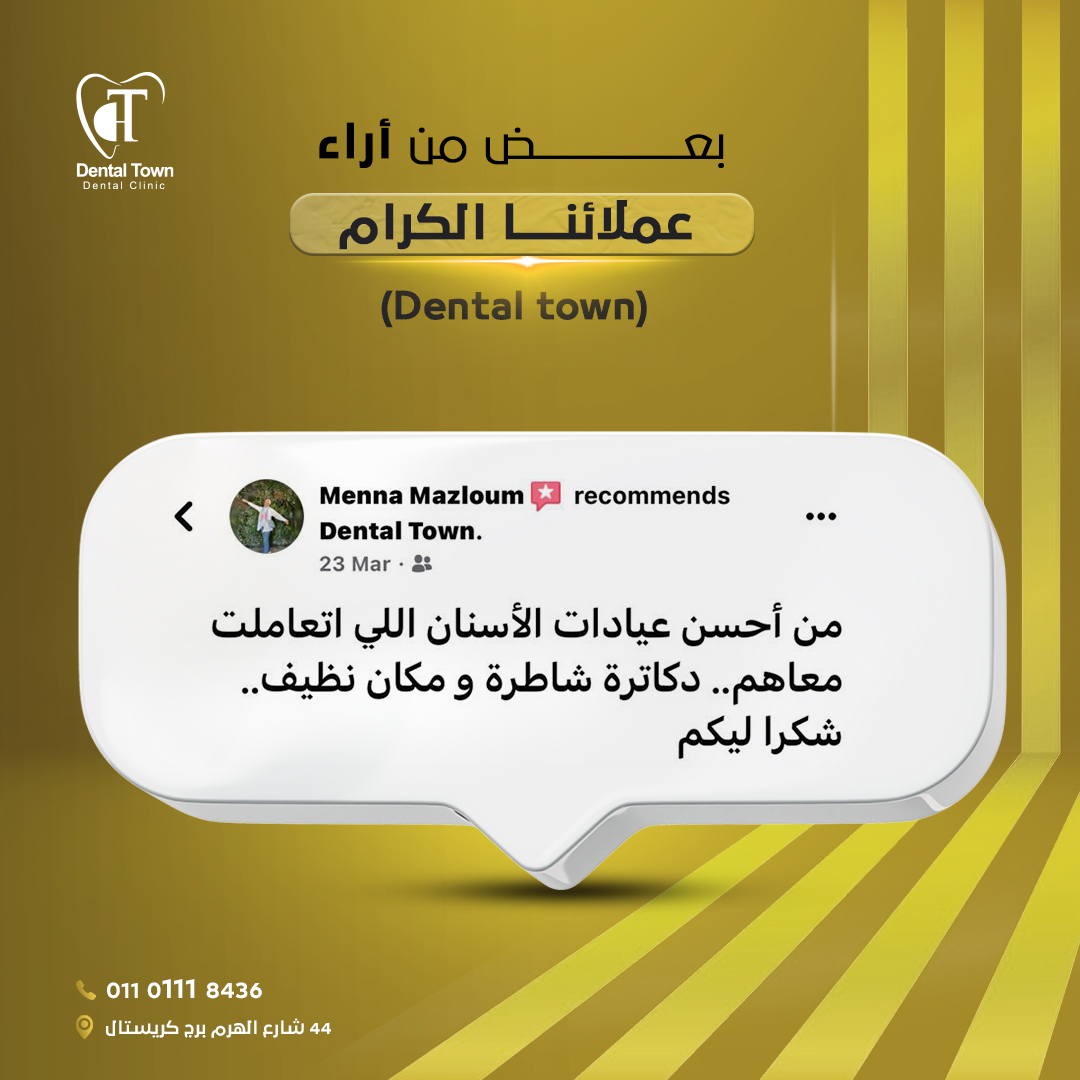 Dental Town
Dental Clinic
بعـــــــــض من أراء
عملائنـــا الكرام
(Dental town)
Menna Mazloum recommends
Dental Town.
23 Mar ·
من أحسن عيادات الأسنان اللي اتعاملت
معاهم.. دكاترة شاطرة و مكان نظيف..
شكرا ليكم
011 0111 8436
44 شارع الهرم برج كريستال